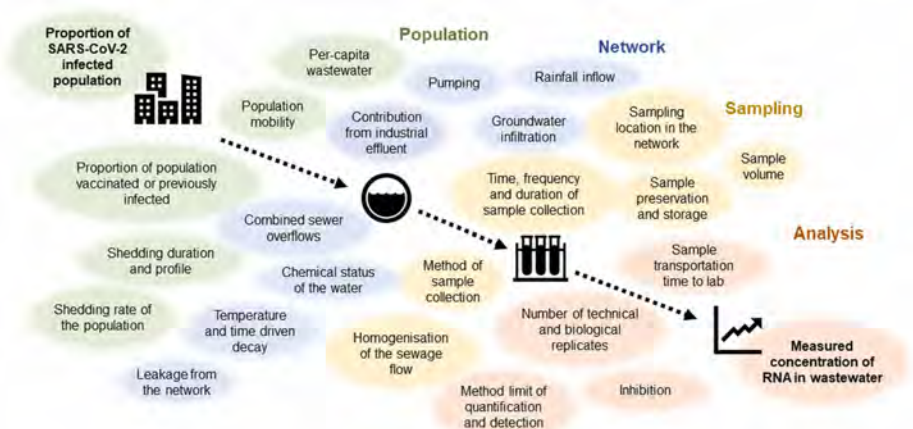 Proportion of
SARS-CoV-2
infected
population
Population
Per-capita
wastewater
Network
Pumping
Rainfall inflow
Population
mobility
Contribution
from industrial
effluent
Groundwater
infiltration
Sampling
location in the
network
Sampling
Sample
volume
Proportion of population
vaccinated or previously
infected
Time, frequency
and duration of
sample collection
Sample
preservation
and storage
Combined sewer
overflows
Analysis
Shedding duration
and profile
Chemical status
of the water
Method of
sample
collection
Sample
transportation
time to lab
Shedding rate of
the population
Temperature
and time driven
decay
Number of technical
and biological
replicates
Homogenisation
of the sewage
flow
Measured
concentration of
RNA in wastewater
Leakage from
the network
Method limit of
quantification
and detection
Inhibition